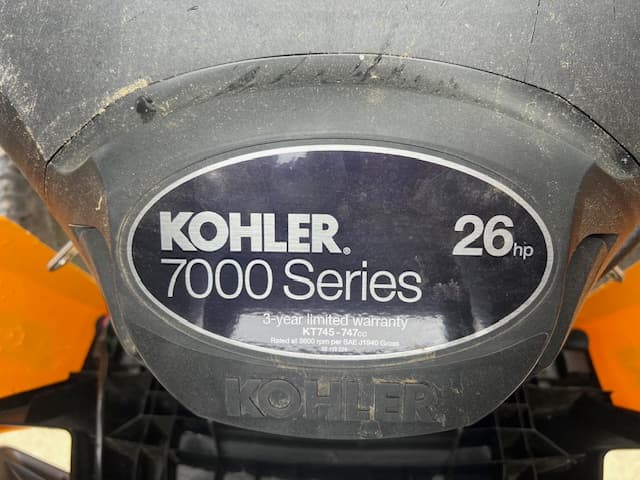 KOHLER®
26hp
7000 Series
3-year limited warranty
KT745 - 747cc
Rated at 3600 rpm per SAE J1940 Gross
KOHLER